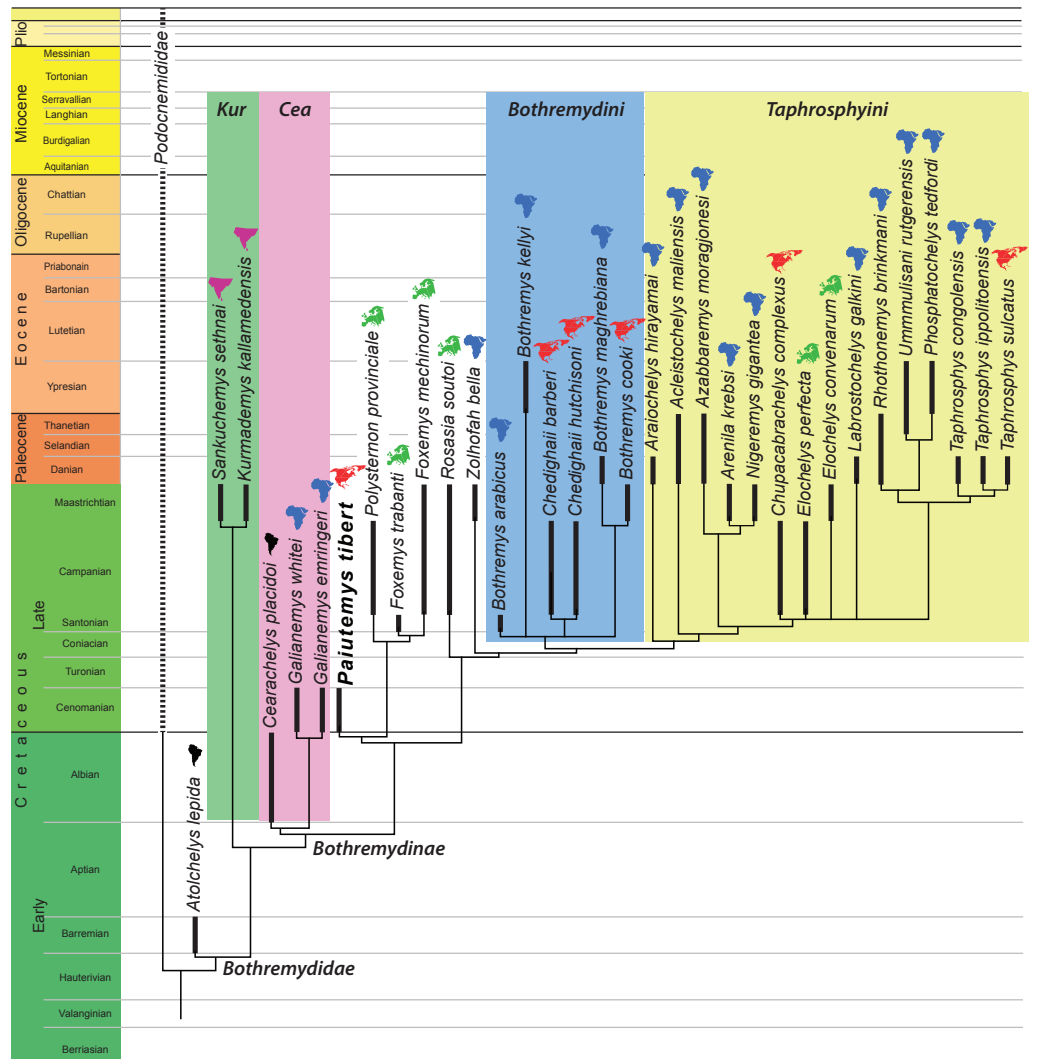 Plio
Miocene
Oligocene
Eocene
Paleocene
Cretaceous
Late
Early
Messinian
Tortonian
Serravallian
Langhian
Burdigalian
Aquitanian
Chattian
Rupellian
Priabonain
Bartonian
Lutetian
Ypresian
Thanetian
Selandian
Danian
Maastrichtian
Campanian
Santonian
Coniacian
Turonian
Cenomanian
Albian
Aptian
Barremian
Hauterivian
Valanginian
Berriasian
Podocnemididae
Kur
Cea
Bothremydini
Taphrosphyini
Atolchelys lepida
Sankuchemys sethnai
Kurmademys kallamedensis
Cearachelys placidoi
Galianemys whitei
Galianemys emringeri
Paiutemys tibert
Polysternon provinciale
Foxemys trabanti
Foxemys mechinorum
Rosasia soutoi
Zolhofah bella
Bothremys arabicus
Bothremys kellyi
Chedighaii barberi
Chedighaii hutchisoni
Bothremys maghrebiana
Bothremys cooki
Araiochelys hirayamai
Acleistochelys maliensis
Azabbaremys moragjonesi
Arenila krebsi
Nigeremys gigantea
Chupacabrachelys complexus
Elochelys perfecta
Elochelys convenarum
Labrostochelys galkini
Rhothonemys brinkmani
Ummmulisani rutgerensis
Phosphatochelys tedfordi
Taphrosphy congolensis
Taphrosphys ippolitoensis
Taphrosphys sulcatus
Bothremydinae
Bothremydidae